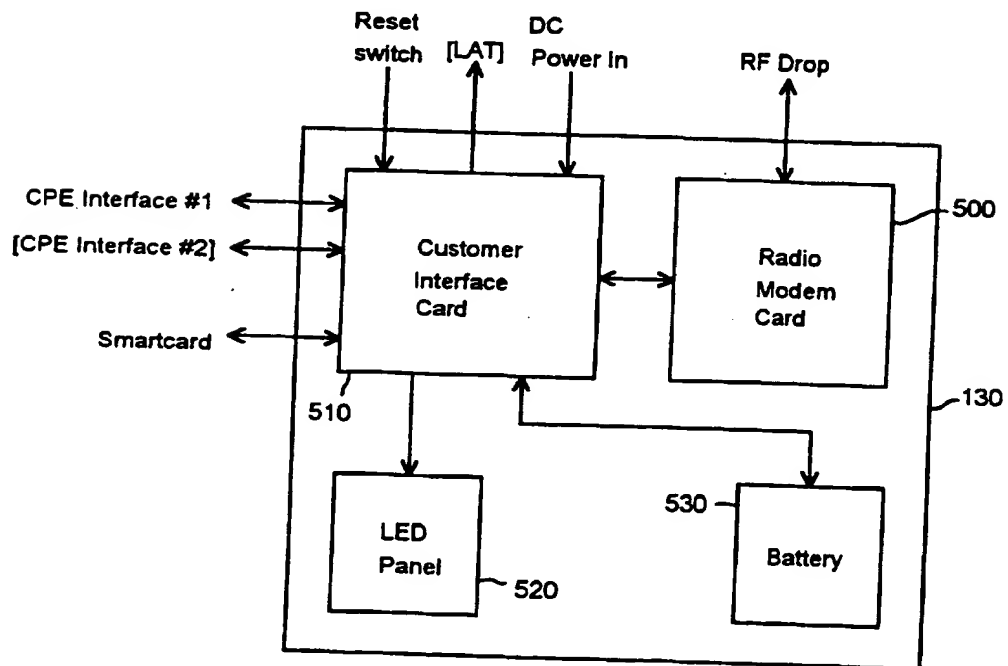 Reset
switch
[LAT]
DC
Power In
RF Drop
CPE Interface #1
[CPE Interface #2]
Smartcard
Customer
Interface
Card
510
Radio
Modem
Card
500
130
LED
Panel
520
530
Battery